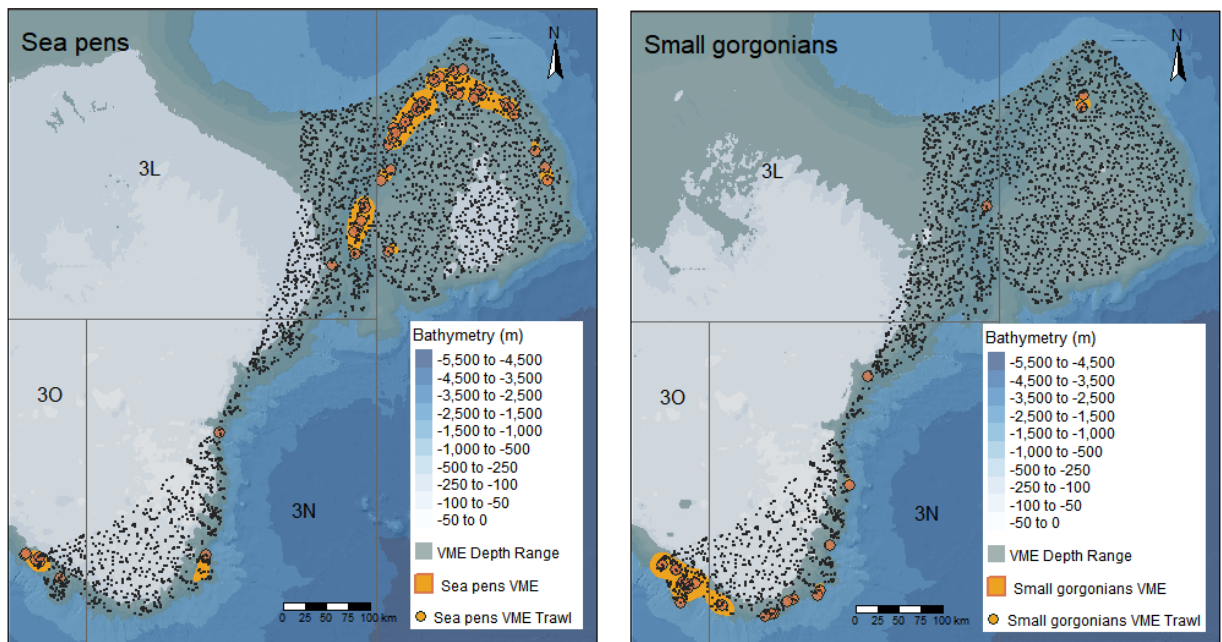 Sea pens
N
3L
3O
3N
Bathymetry (m)
-5,500 to -4,500
-4,500 to -3,500
-3,500 to -2,500
-2,500 to -1,500
-1,500 to -1,000
-1,000 to -500
-500 to -250
-250 to -100
-100 to -50
-50 to 0
VME Depth Range
Sea pens VME
Sea pens VME Trawl
0 25 50 75 100 km
Small gorgonians
N
3L
3O
3N
Bathymetry (m)
-5,500 to -4,500
-4,500 to -3,500
-3,500 to -2,500
-2,500 to -1,500
-1,500 to -1,000
-1,000 to -500
-500 to -250
-250 to -100
-100 to -50
-50 to 0
VME Depth Range
Small gorgonians VME
Small gorgonians VME Trawl
0 25 50 75 100 km